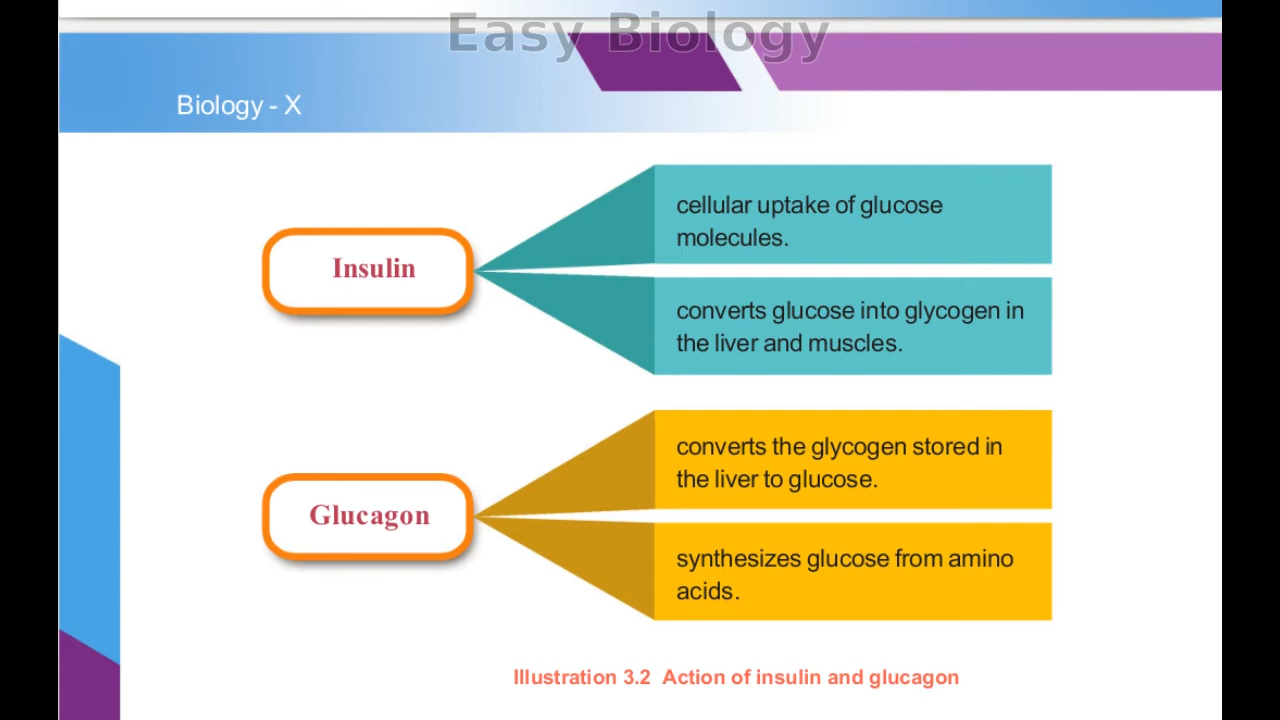 Easy Biology
Biology - X
Insulin
cellular uptake of glucose
molecules.
converts glucose into glycogen in
the liver and muscles.
Glucagon
converts the glycogen stored in
the liver to glucose.
synthesizes glucose from amino
acids.
Illustration 3.2 Action of insulin and glucagon